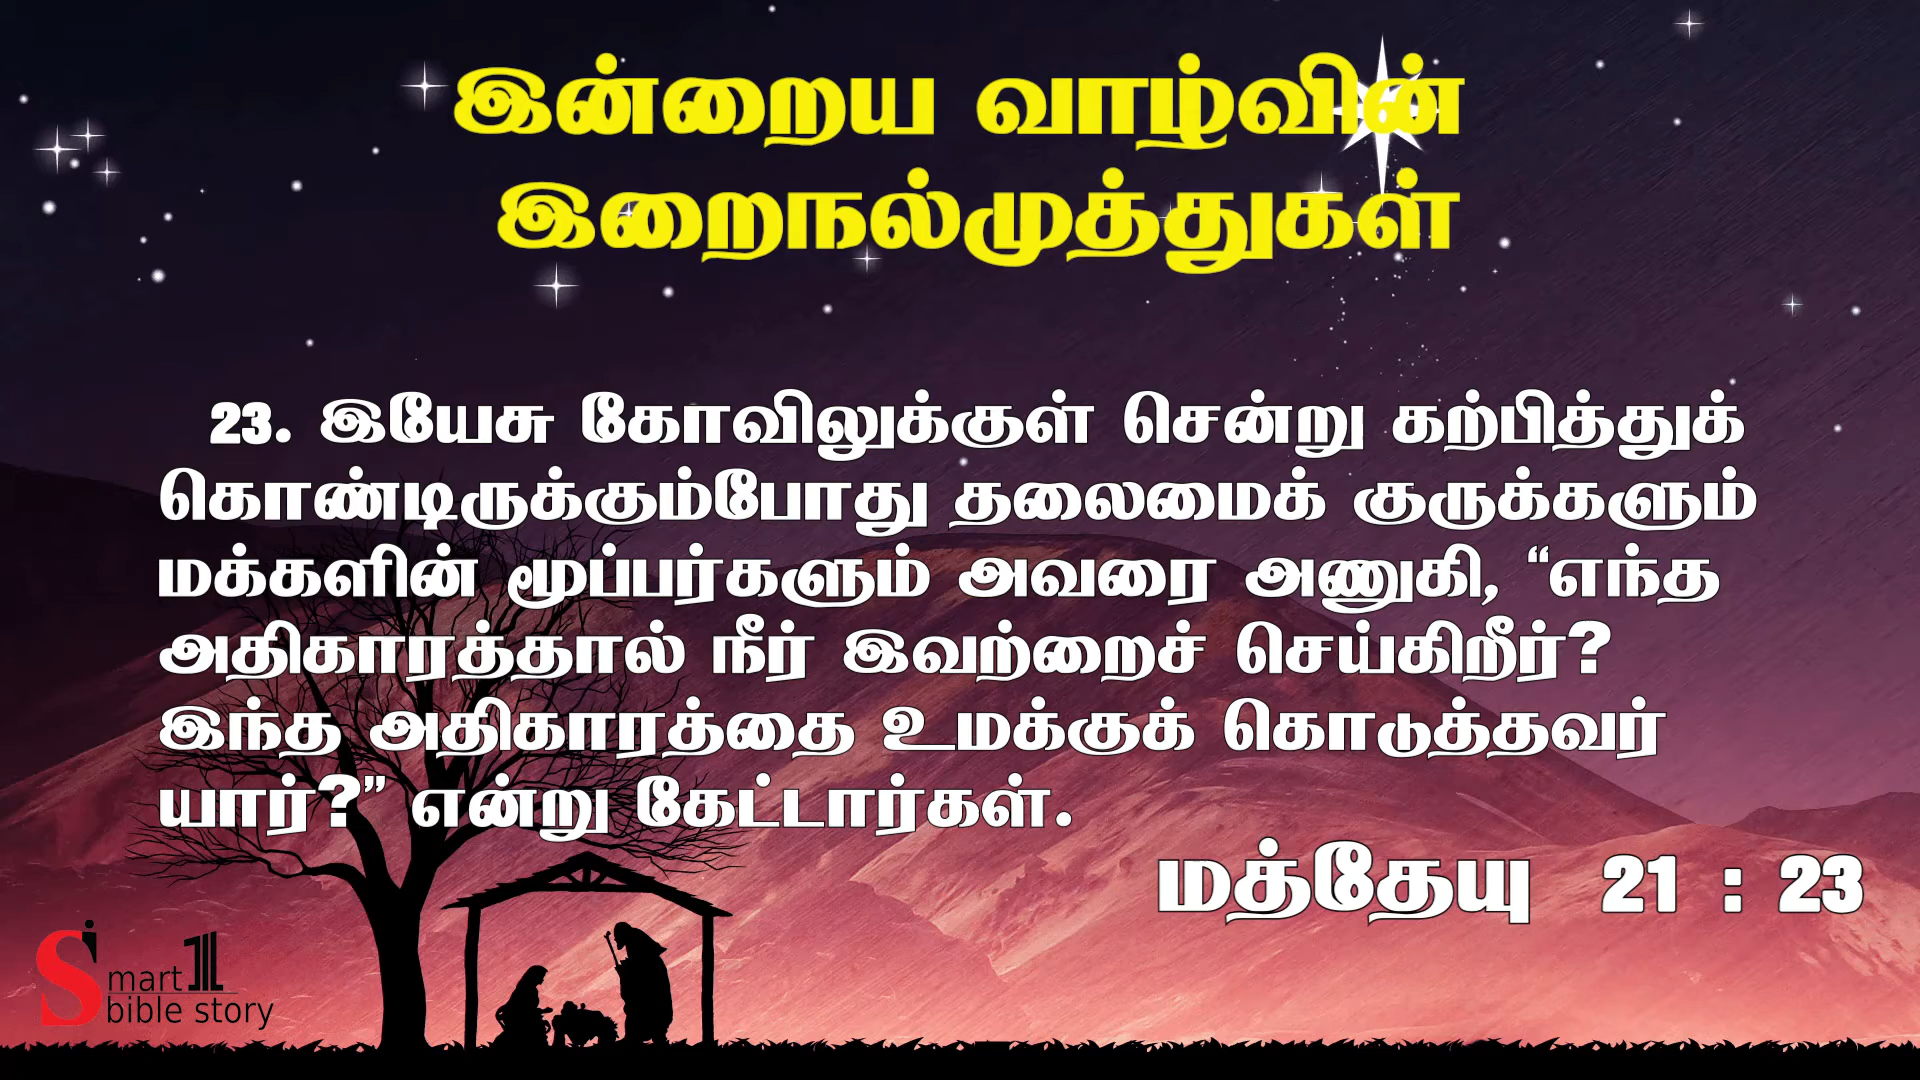 இன்றைய வாழ்வின்
இறைநல்முத்துகள்
23. இயேசு கோவிலுக்குள் சென்று கற்பித்துக்
கொண்டிருக்கும்போது தலைமைக் குருக்களும்
மக்களின் மூப்பர்களும் அவரை அணுகி, “எந்த
அதிகாரத்தால் நீர் இவற்றைச் செய்கிறீர்?
இந்த அதிகாரத்தை உமக்குக் கொடுத்தவர்
யார்?” என்று கேட்டார்கள்.
மத்தேயு 21 : 23
Smart 1
bible story